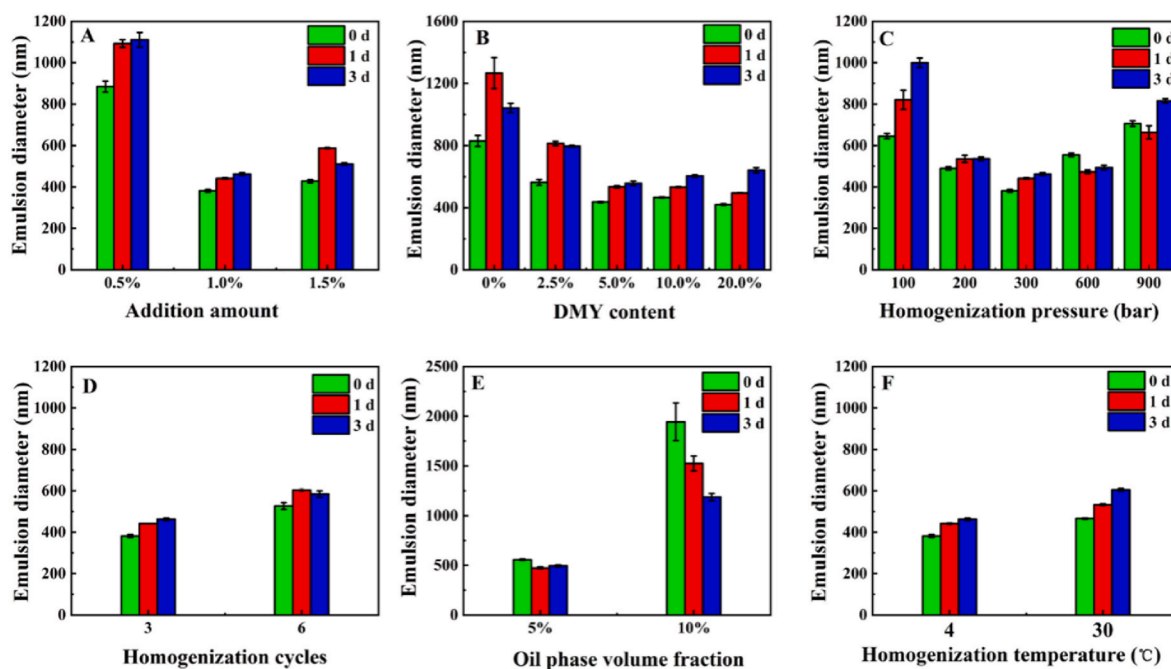 A
0 d
1 d
3 d
Emulsion diameter (nm)
1200
1000
800
600
400
200
0
0.5% 1.0% 1.5%
Addition amount
B
0 d
1 d
3 d
Emulsion diameter (nm)
1600
1200
800
400
0
0% 2.5% 5.0% 10.0% 20.0%
DMY content
C
0 d
1 d
3 d
Emulsion diameter (nm)
1200
1000
800
600
400
200
0
100 200 300 600 900
Homogenization pressure (bar)
D
0 d
1 d
3 d
Emulsion diameter (nm)
1200
1000
800
600
400
200
0
3 6
Homogenization cycles
E
0 d
1 d
3 d
Emulsion diameter (nm)
2500
2000
1500
1000
500
0
5% 10%
Oil phase volume fraction
F
0 d
1 d
3 d
Emulsion diameter (nm)
1200
1000
800
600
400
200
0
4 30
Homogenization temperature (℃)